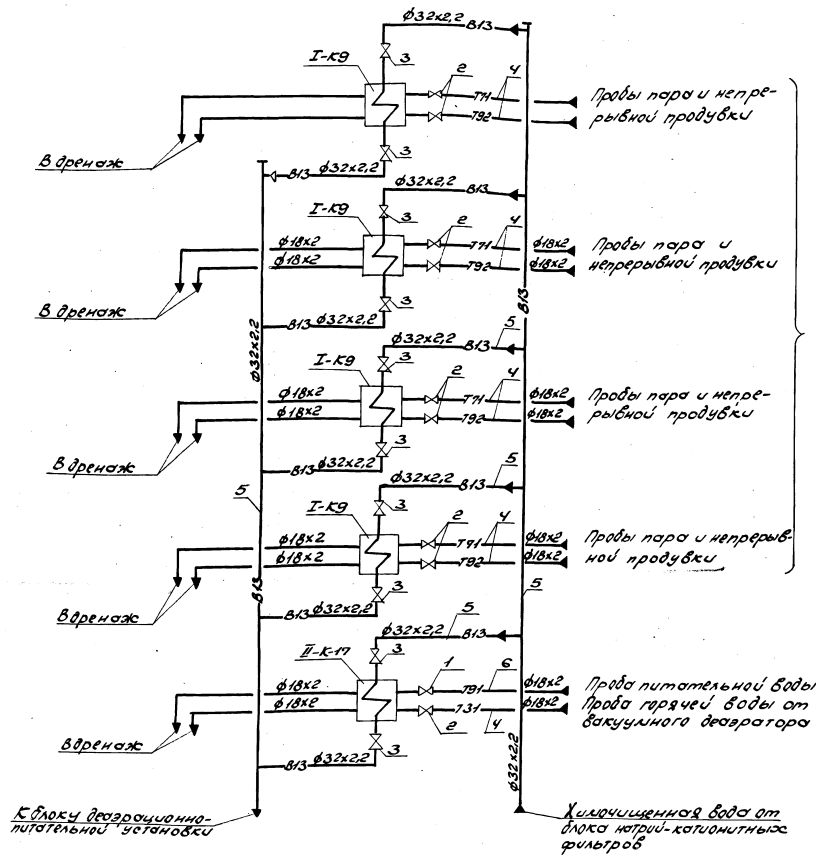 ф32х2,2
В13
3
I-К9
2
4
Т71
Т92
Пробы пара и непре-
рывной продувки
В дренаж
3
В13 ф32х2,2
ф32х2,2
В13
3
I-К9
2
4
ф18х2
Т71
ф18х2
Пробы пара и
ф18х2
Т92
ф18х2
непрерывной продувки
В дренаж
3
В13
В13 ф32х2,2
ф32х2,2
ф32х2,2
В13
5
3
I-К9
2
4
ф18х2
Т71
ф18х2
Пробы пара и непре-
ф18х2
Т92
ф18х2
рывной продувки
В дренаж
3
В13 ф32х2,2
ф32х2,2
В13
5
5
3
I-К9
2
4
ф18х2
Т71
ф18х2
Пробы пара и непрерыв-
ф18х2
Т92
ф18х2
ной продувки
В дренаж
3
5
В13
В13 ф32х2,2
ф32х2,2
В13
5
3
II-К-17
1
6
ф18х2
Т91
ф18х2
Проба питательной воды
ф18х2
Т31
ф18х2
Проба горячей воды от
вакуумного деаэратора
2
4
В дренаж
3
В13 ф32х2,2
ф32х2,2
К блоку деаэрационно-
питательной установки
Химочищенная вода от
блока натрий-катионитных
фильтров